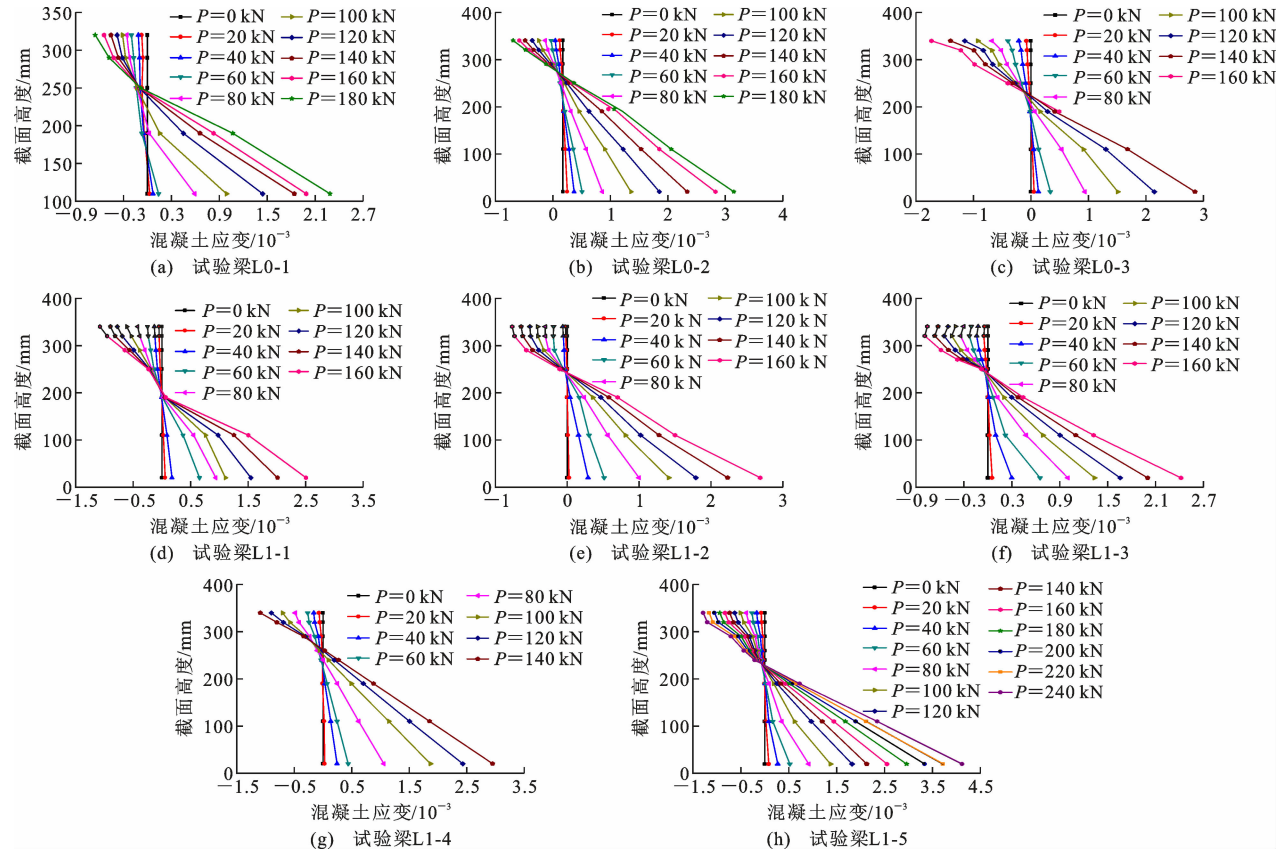 P=0 kN P=100 kN
P=20 kN P=120 kN
P=40 kN P=140 kN
P=60 kN P=160 kN
P=80 kN P=180 kN
350
300
250
200
150
100
截面高度/mm
−0.9 −0.3 0.3 0.9 1.5 2.1 2.7
混凝土应变/10⁻³
(a) 试验梁L0-1
P=0 kN P=100 kN
P=20 kN P=120 kN
P=40 kN P=140 kN
P=60 kN P=160 kN
P=80 kN P=180 kN
400
300
200
100
0
截面高度/mm
−1 0 1 2 3 4
混凝土应变/10⁻³
(b) 试验梁L0-2
P=0 kN P=100 kN
P=20 kN P=120 kN
P=40 kN P=140 kN
P=60 kN P=160 kN
P=80 kN
400
300
200
100
0
截面高度/mm
−2 −1 0 1 2 3
混凝土应变/10⁻³
(c) 试验梁L0-3
P=0 kN P=100 kN
P=20 kN P=120 kN
P=40 kN P=140 kN
P=60 kN P=160 kN
P=80 kN
400
300
200
100
0
截面高度/mm
−1.5 −0.5 0.5 1.5 2.5 3.5
混凝土应变/10⁻³
(d) 试验梁L1-1
P=0 kN P=100 k N
P=20 k N P=120 k N
P=40 k N P=140 k N
P=60 k N P=160 k N
P=80 k N
400
300
200
100
0
截面高度/mm
−1 0 1 2 3
混凝土应变/10⁻³
(e) 试验梁L1-2
P=0 kN P=100 kN
P=20 kN P=120 kN
P=40 kN P=140 kN
P=60 kN P=160 kN
P=80 kN
400
300
200
100
0
截面高度/mm
−0.9 −0.3 0.3 0.9 1.5 2.1 2.7
混凝土应变/10⁻³
(f) 试验梁L1-3
P=0 kN P=80 kN
P=20 kN P=100 kN
P=40 kN P=120 kN
P=60 kN P=140 kN
400
300
200
100
0
截面高度/mm
−1.5 −0.5 0.5 1.5 2.5 3.5
混凝土应变/10⁻³
(g) 试验梁L1-4
P=0 kN P=140 kN
P=20 kN P=160 kN
P=40 kN P=180 kN
P=60 kN P=200 kN
P=80 kN P=220 kN
P=100 kN P=240 kN
P=120 kN
400
300
200
100
0
截面高度/mm
−1.5 −0.5 0.5 1.5 2.5 3.5 4.5
混凝土应变/10⁻³
(h) 试验梁L1-5